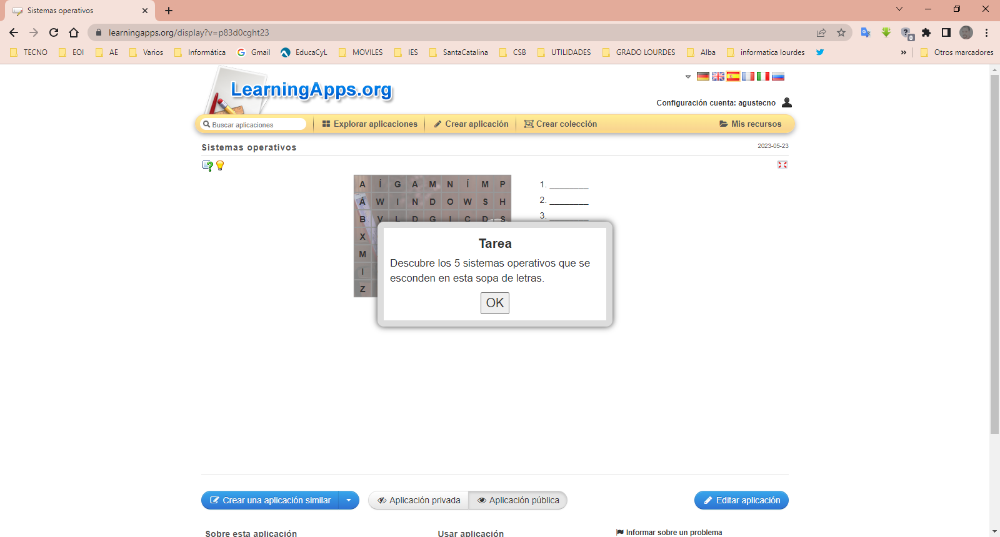 Sistemas operativos
learningapps.org/display?v=p83d0cght23
TECNO EOI AE Varios Informática Gmail EducaCyL MOVILES IES SantaCatalina CSB UTILIDADES GRADO LOURDES Alba informatica lourdes » Otros marcadores
LearningApps.org
Configuración cuenta: agustecno
Buscar aplicaciones Explorar aplicaciones Crear aplicación Crear colección Mis recursos
Sistemas operativos 2023-05-23
A Í G A M N Í M P
Á W I N D O W S H
B V L D G I C D S
X
M
I
Z
1. ________
2. ________
3. ________
Tarea
Descubre los 5 sistemas operativos que se
esconden en esta sopa de letras.
OK
Crear una aplicación similar Aplicación privada Aplicación pública Editar aplicación
Sobre esta aplicación Usar aplicación Informar sobre un problema